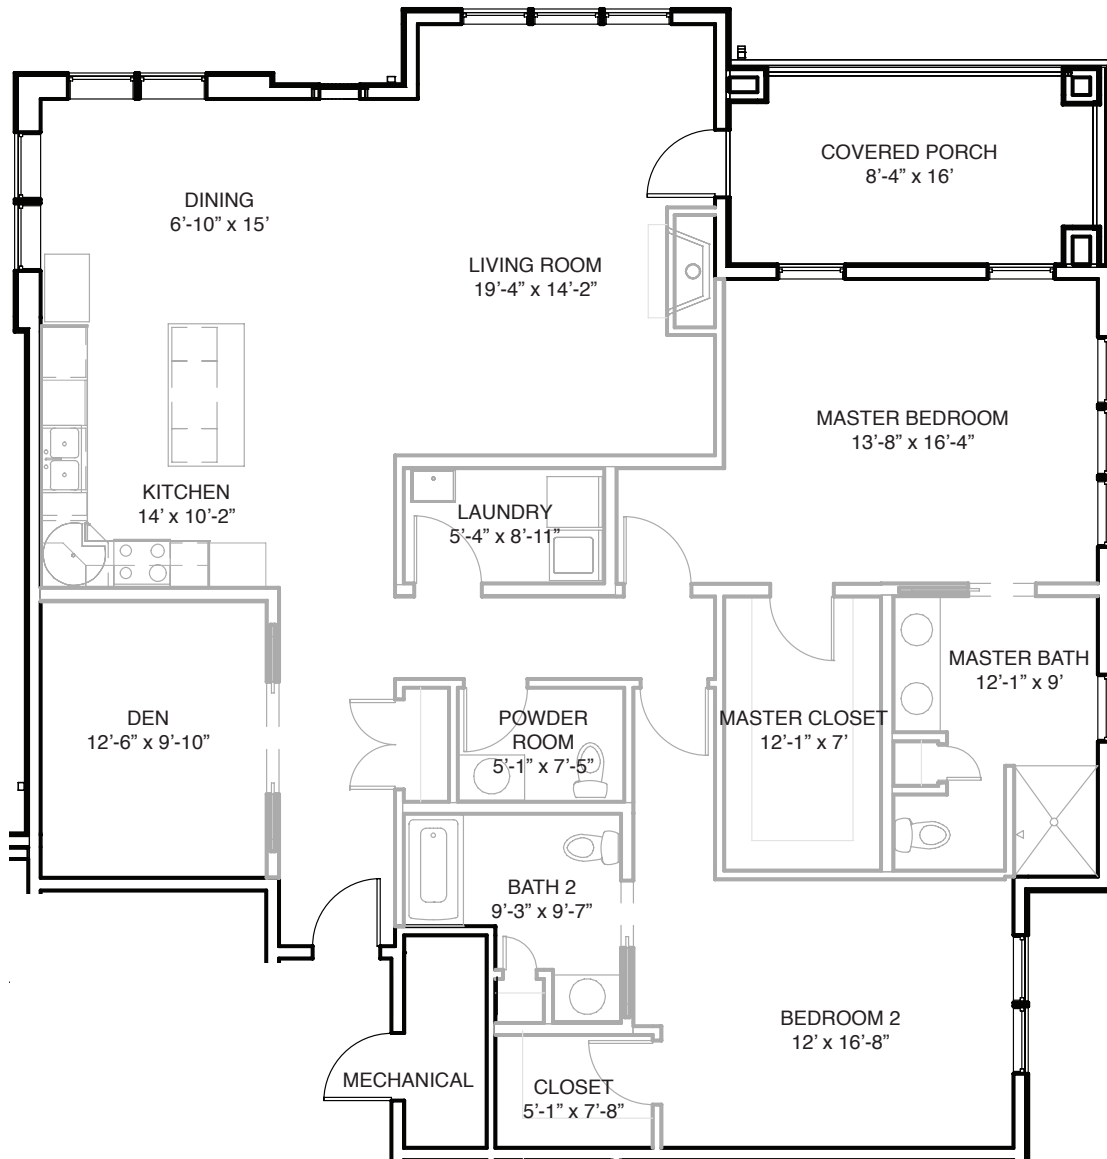 COVERED PORCH
8'-4” x 16'
DINING
6'-10” x 15'
LIVING ROOM
19'-4” x 14'-2”
MASTER BEDROOM
13'-8” x 16'-4”
KITCHEN
14' x 10'-2”
LAUNDRY
5'-4” x 8'-11”
MASTER BATH
12'-1” x 9'
DEN
12'-6” x 9'-10”
POWDER
ROOM
5'-1” x 7'-5”
MASTER CLOSET
12'-1” x 7'
BATH 2
9'-3” x 9'-7”
BEDROOM 2
12' x 16'-8”
MECHANICAL
CLOSET
5'-1” x 7'-8”